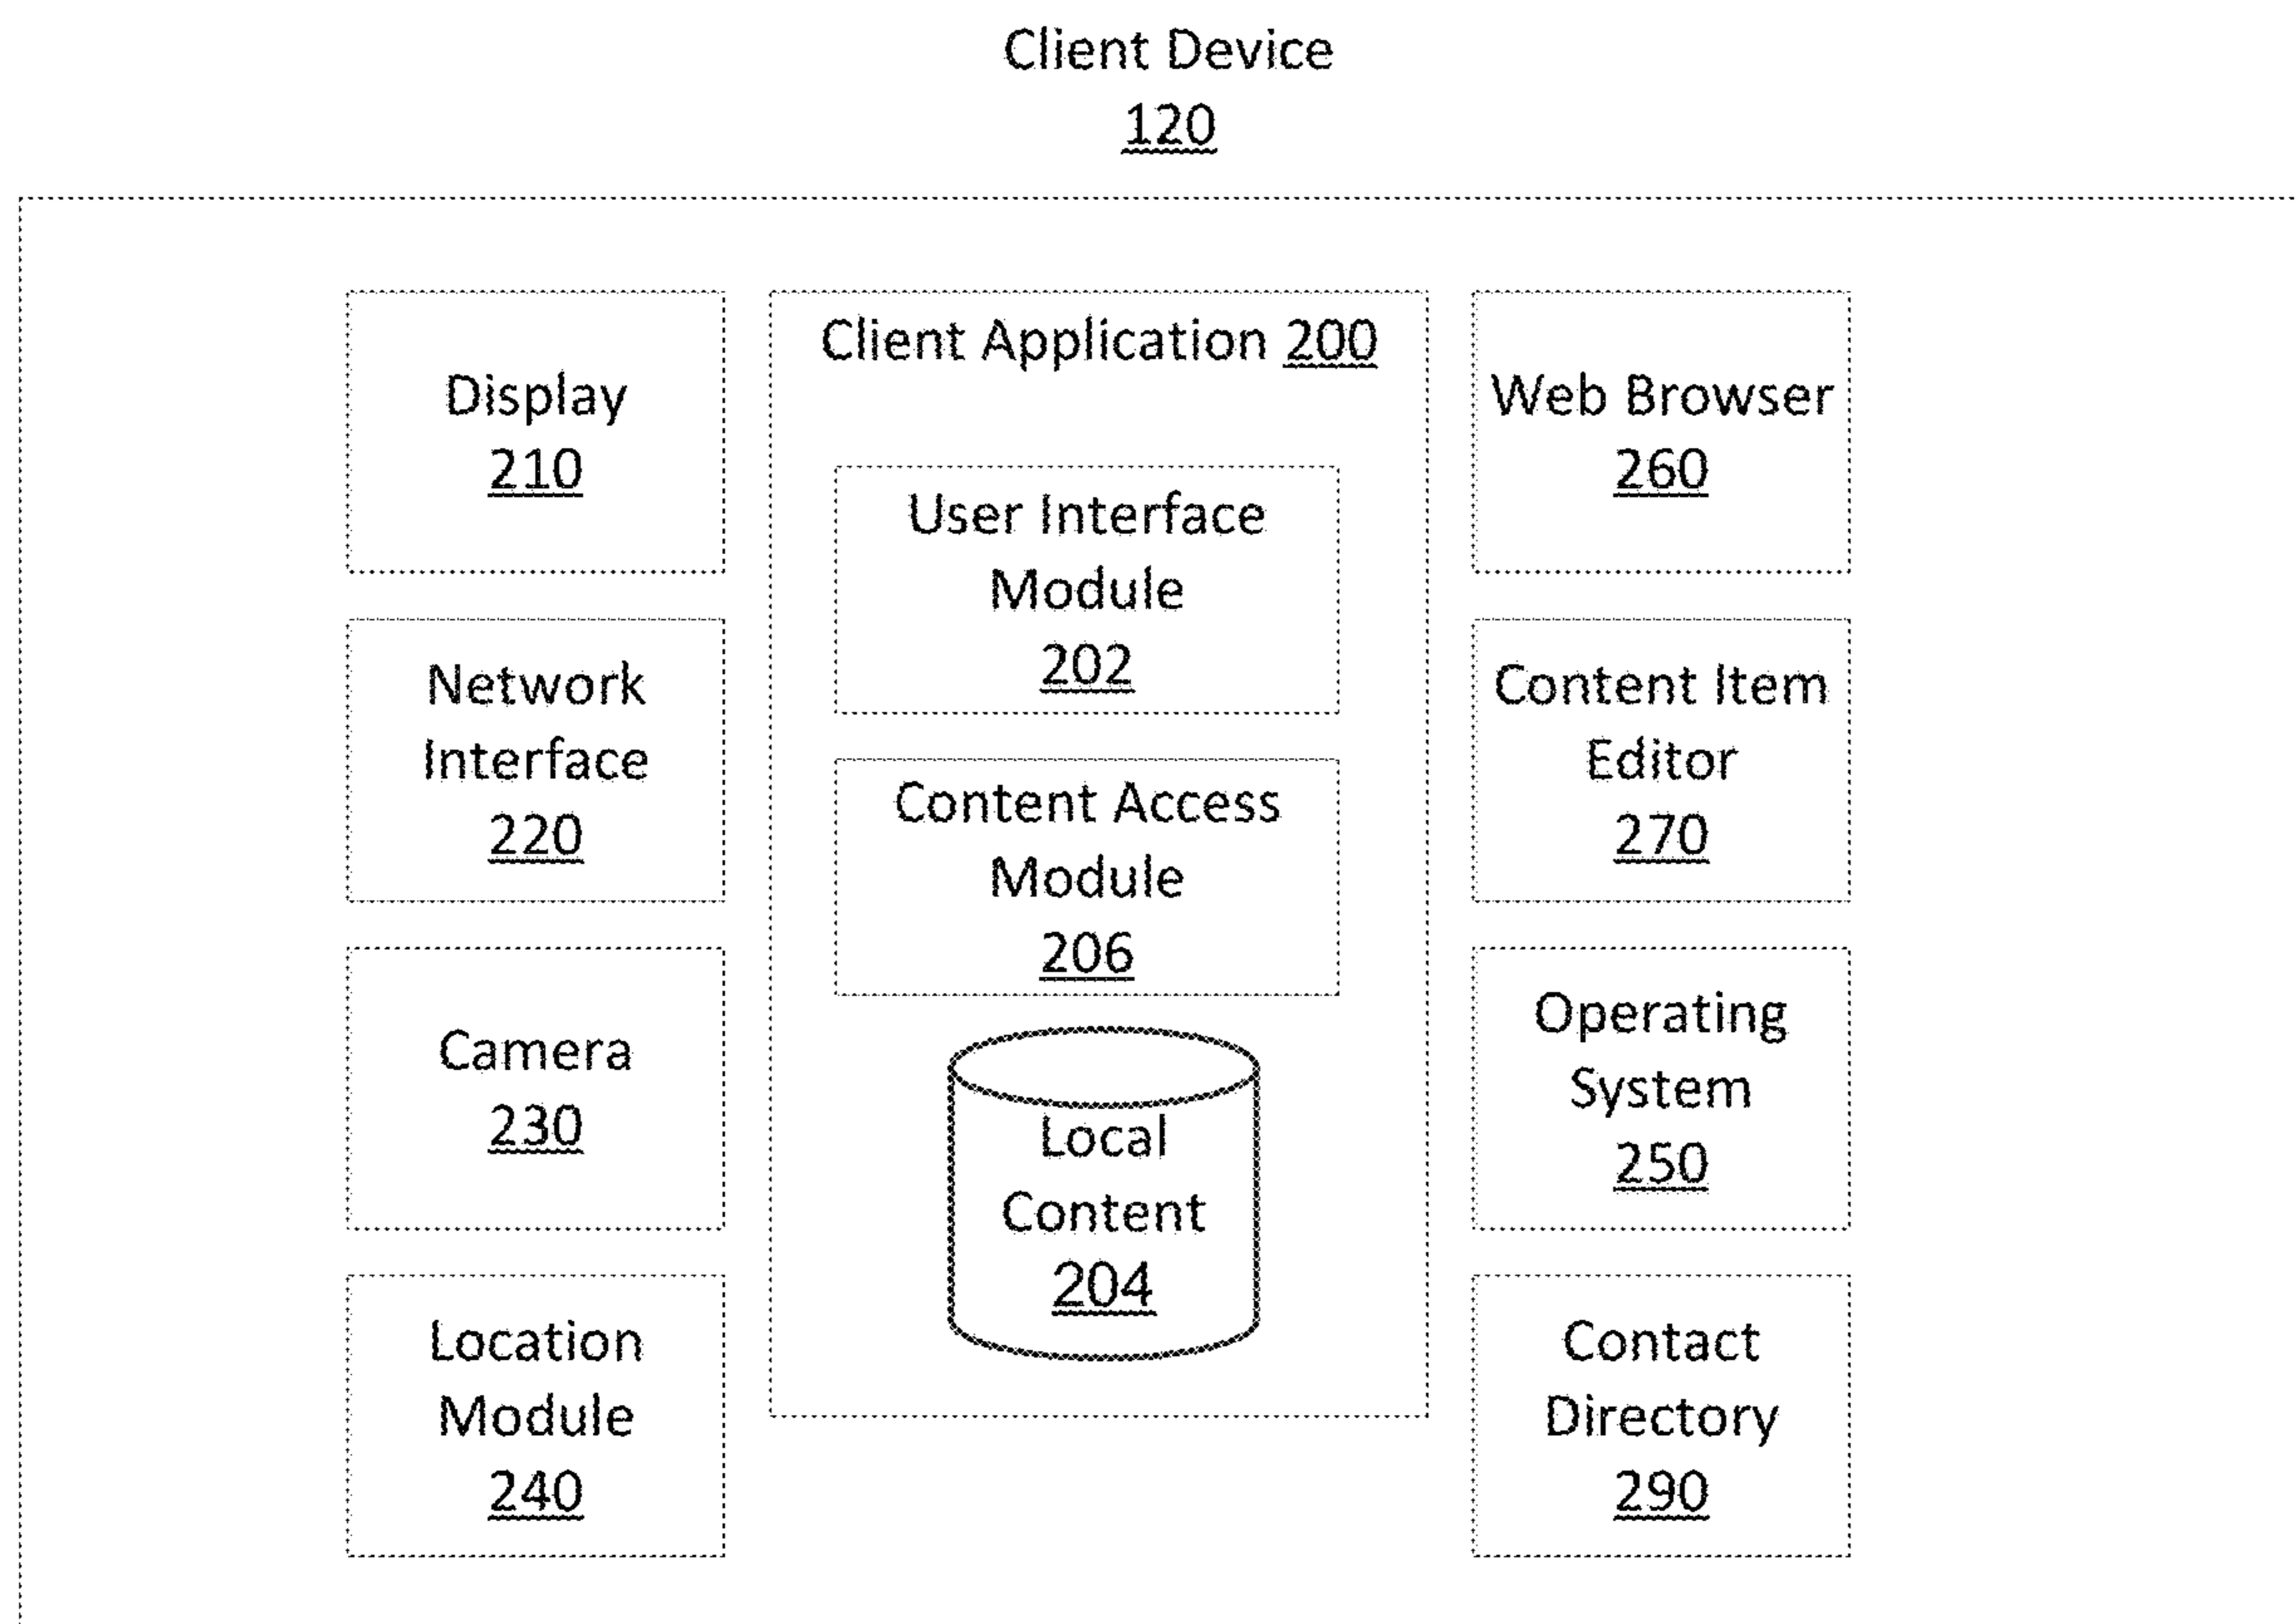 Client Device
120
Display
210
Network
Interface
220
Camera
230
Location
Module
240
Client Application 200
User Interface
Module
202
Content Access
Module
206
Local
Content
204
Web Browser
260
Content Item
Editor
270
Operating
System
250
Contact
Directory
290